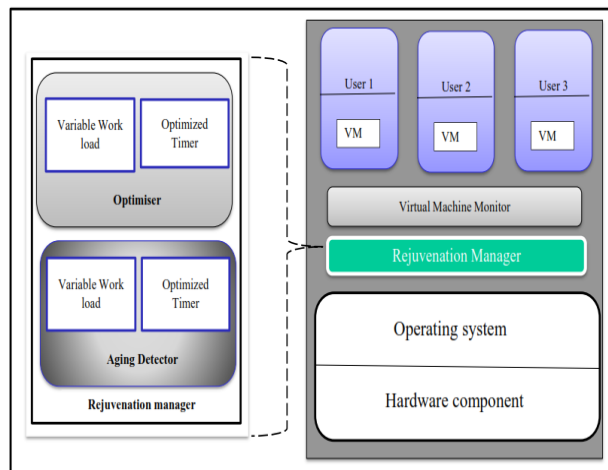 Variable Work
load
Optimized
Timer
Optimiser
Variable Work
load
Optimized
Timer
Aging Detector
Rejuvenation manager
User 1
VM
User 2
VM
User 3
VM
Virtual Machine Monitor
Rejuvenation Manager
Operating system
Hardware component